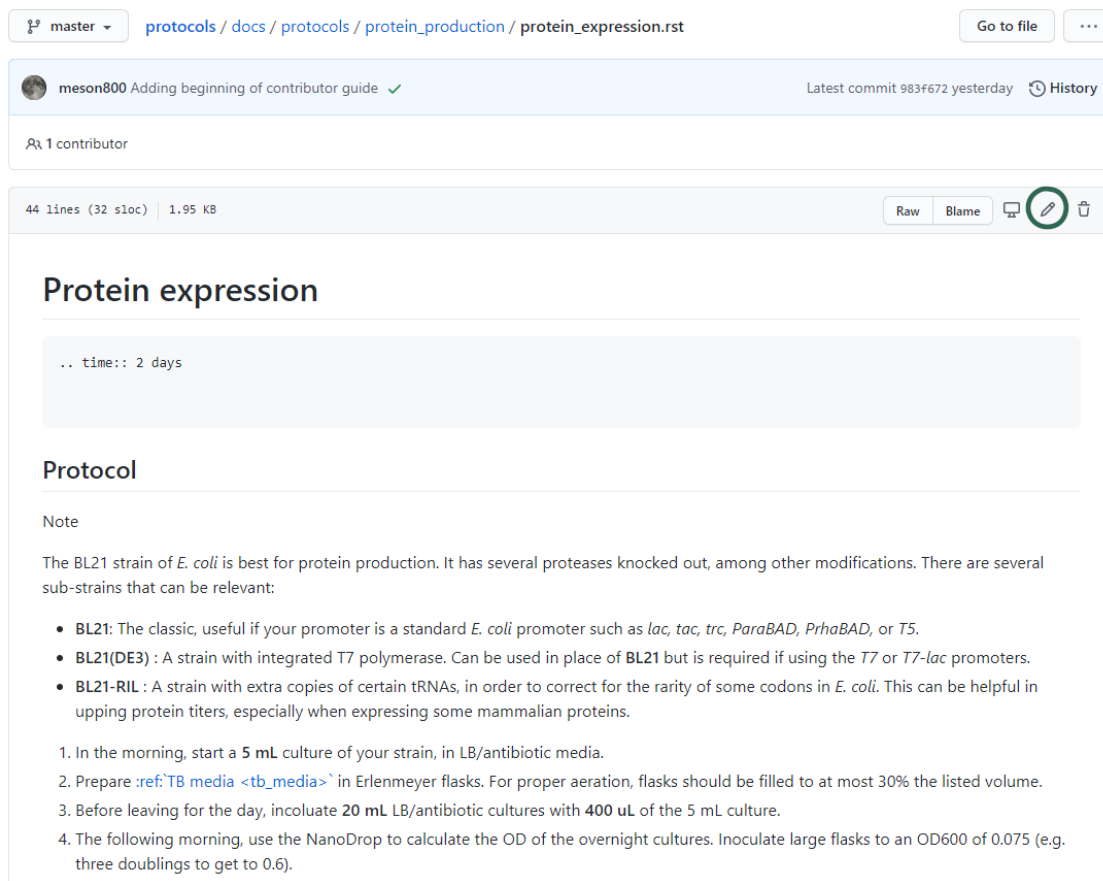 master protocols / docs / protocols / protein_production / protein_expression.rst Go to file ...
meson800 Adding beginning of contributor guide Latest commit 983f672 yesterday History
1 contributor
44 lines (32 sloc) 1.95 KB Raw Blame
Protein expression
.. time:: 2 days
Protocol
Note
The BL21 strain of E. coli is best for protein production. It has several proteases knocked out, among other modifications. There are several
sub-strains that can be relevant:
• BL21: The classic, useful if your promoter is a standard E. coli promoter such as lac, tac, trc, ParaBAD, PrhaBAD, or T5.
• BL21(DE3) : A strain with integrated T7 polymerase. Can be used in place of BL21 but is required if using the T7 or T7-lac promoters.
• BL21-RIL : A strain with extra copies of certain tRNAs, in order to correct for the rarity of some codons in E. coli. This can be helpful in
upping protein titers, especially when expressing some mammalian proteins.
1. In the morning, start a 5 mL culture of your strain, in LB/antibiotic media.
2. Prepare :ref:`TB media <tb_media>` in Erlenmeyer flasks. For proper aeration, flasks should be filled to at most 30% the listed volume.
3. Before leaving for the day, incoluate 20 mL LB/antibiotic cultures with 400 uL of the 5 mL culture.
4. The following morning, use the NanoDrop to calculate the OD of the overnight cultures. Inoculate large flasks to an OD600 of 0.075 (e.g.
three doublings to get to 0.6).